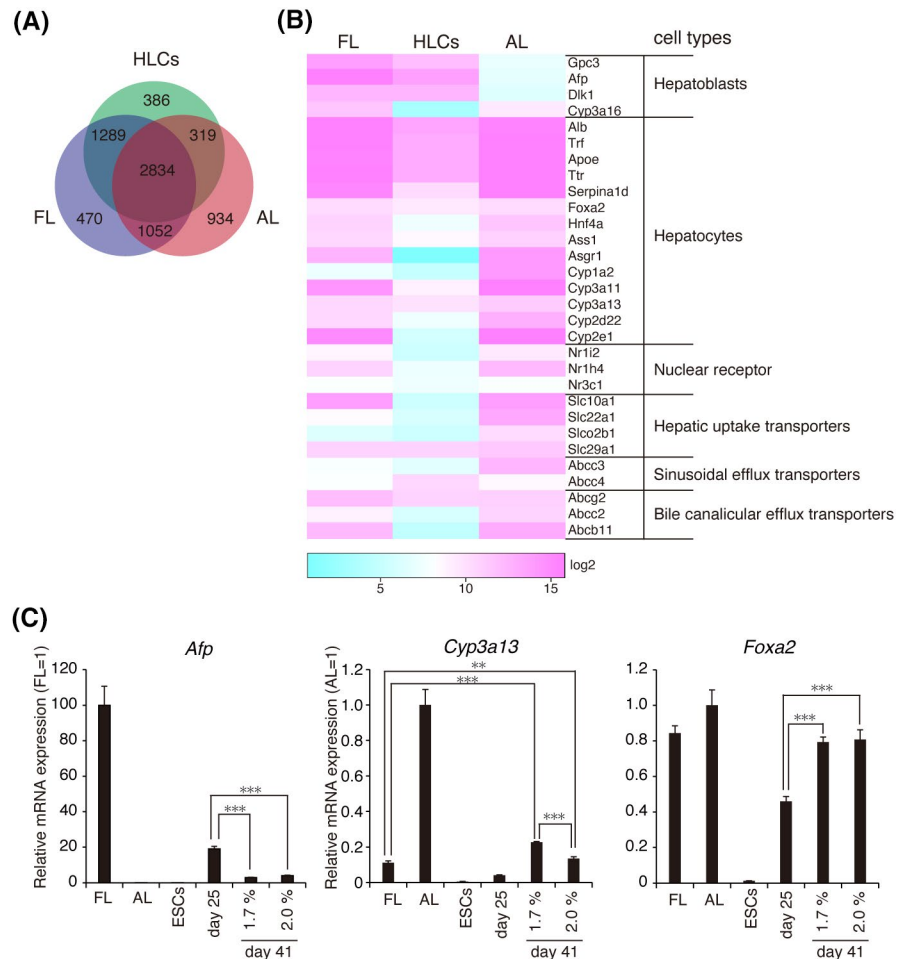 (A)
HLCs
386
1289
319
2834
FL
470
934
AL
1052
(B)
FL HLCs AL cell types
Gpc3
Afp
Dlk1
Cyp3a16
Hepatoblasts
Alb
Trf
Apoe
Ttr
Serpina1d
Foxa2
Hnf4a
Ass1
Asgr1
Cyp1a2
Cyp3a11
Cyp3a13
Cyp2d22
Cyp2e1
Hepatocytes
Nr1i2
Nr1h4
Nr3c1
Nuclear receptor
Slc10a1
Slc22a1
Slco2b1
Slc29a1
Hepatic uptake transporters
Abcc3
Abcc4
Sinusoidal efflux transporters
Abcg2
Abcc2
Abcb11
Bile canalicular efflux transporters
log2
5 10 15
(C)
Afp
Relative mRNA expression (FL=1)
120
100
80
60
40
20
0
***
***
FL AL ESCs day 25 1.7 % 2.0 %
day 41
Cyp3a13
Relative mRNA expression (AL=1)
1.2
1.0
0.8
0.6
0.4
0.2
0
**
***
***
FL AL ESCs day 25 1.7 % 2.0 %
day 41
Foxa2
1.2
1.0
0.8
0.6
0.4
0.2
0
***
***
FL AL ESCs day 25 1.7 % 2.0 %
day 41